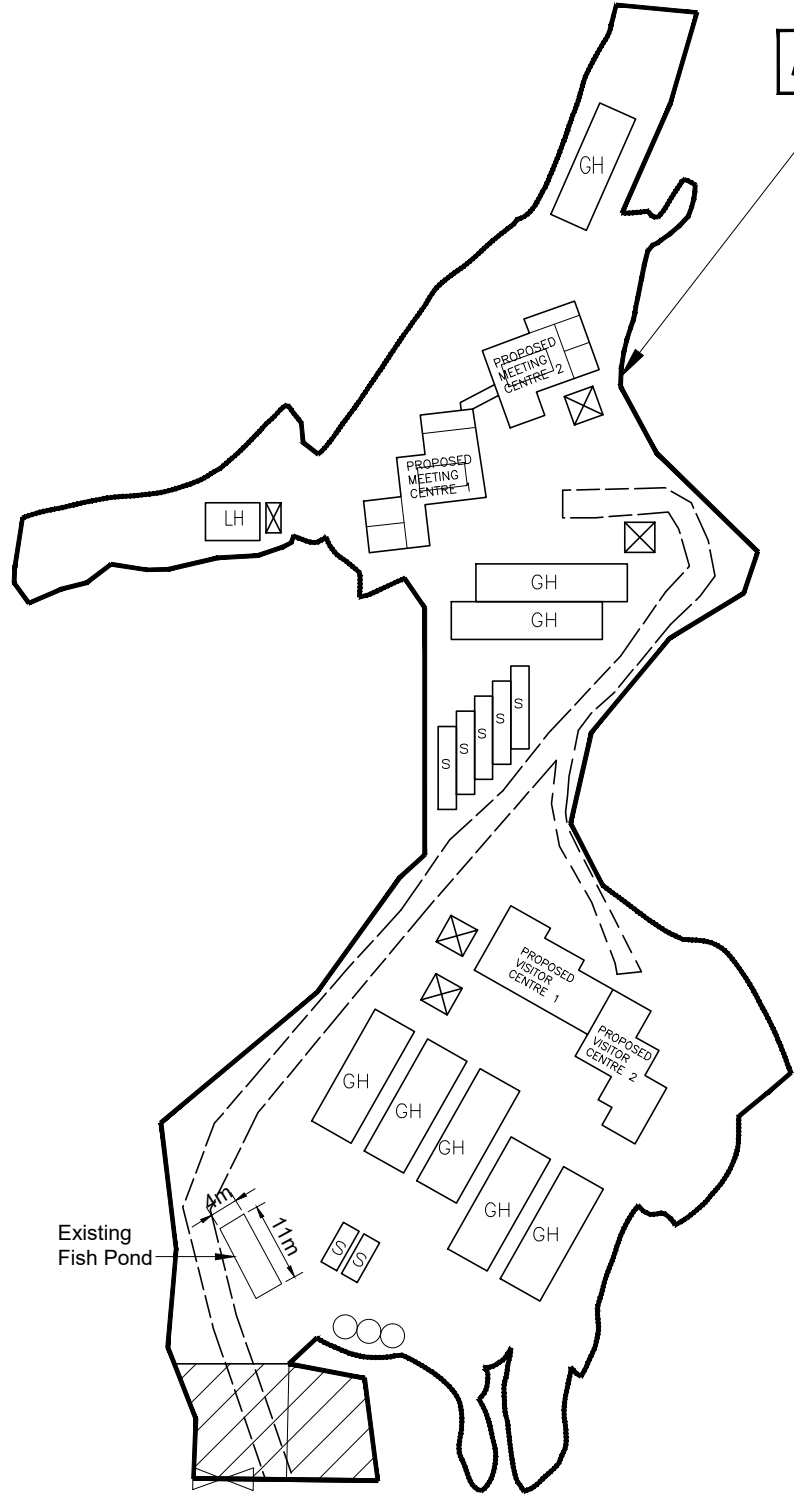 GH
PROPOSED
MEETING
CENTRE 2
PROPOSED
MEETING
CENTRE 1
LH
GH
GH
S
S
S
S
S
PROPOSED
VISITOR
CENTRE 1
PROPOSED
VISITOR
CENTRE 2
GH
GH
GH
GH
GH
4m
11m
Existing
Fish Pond
S
S